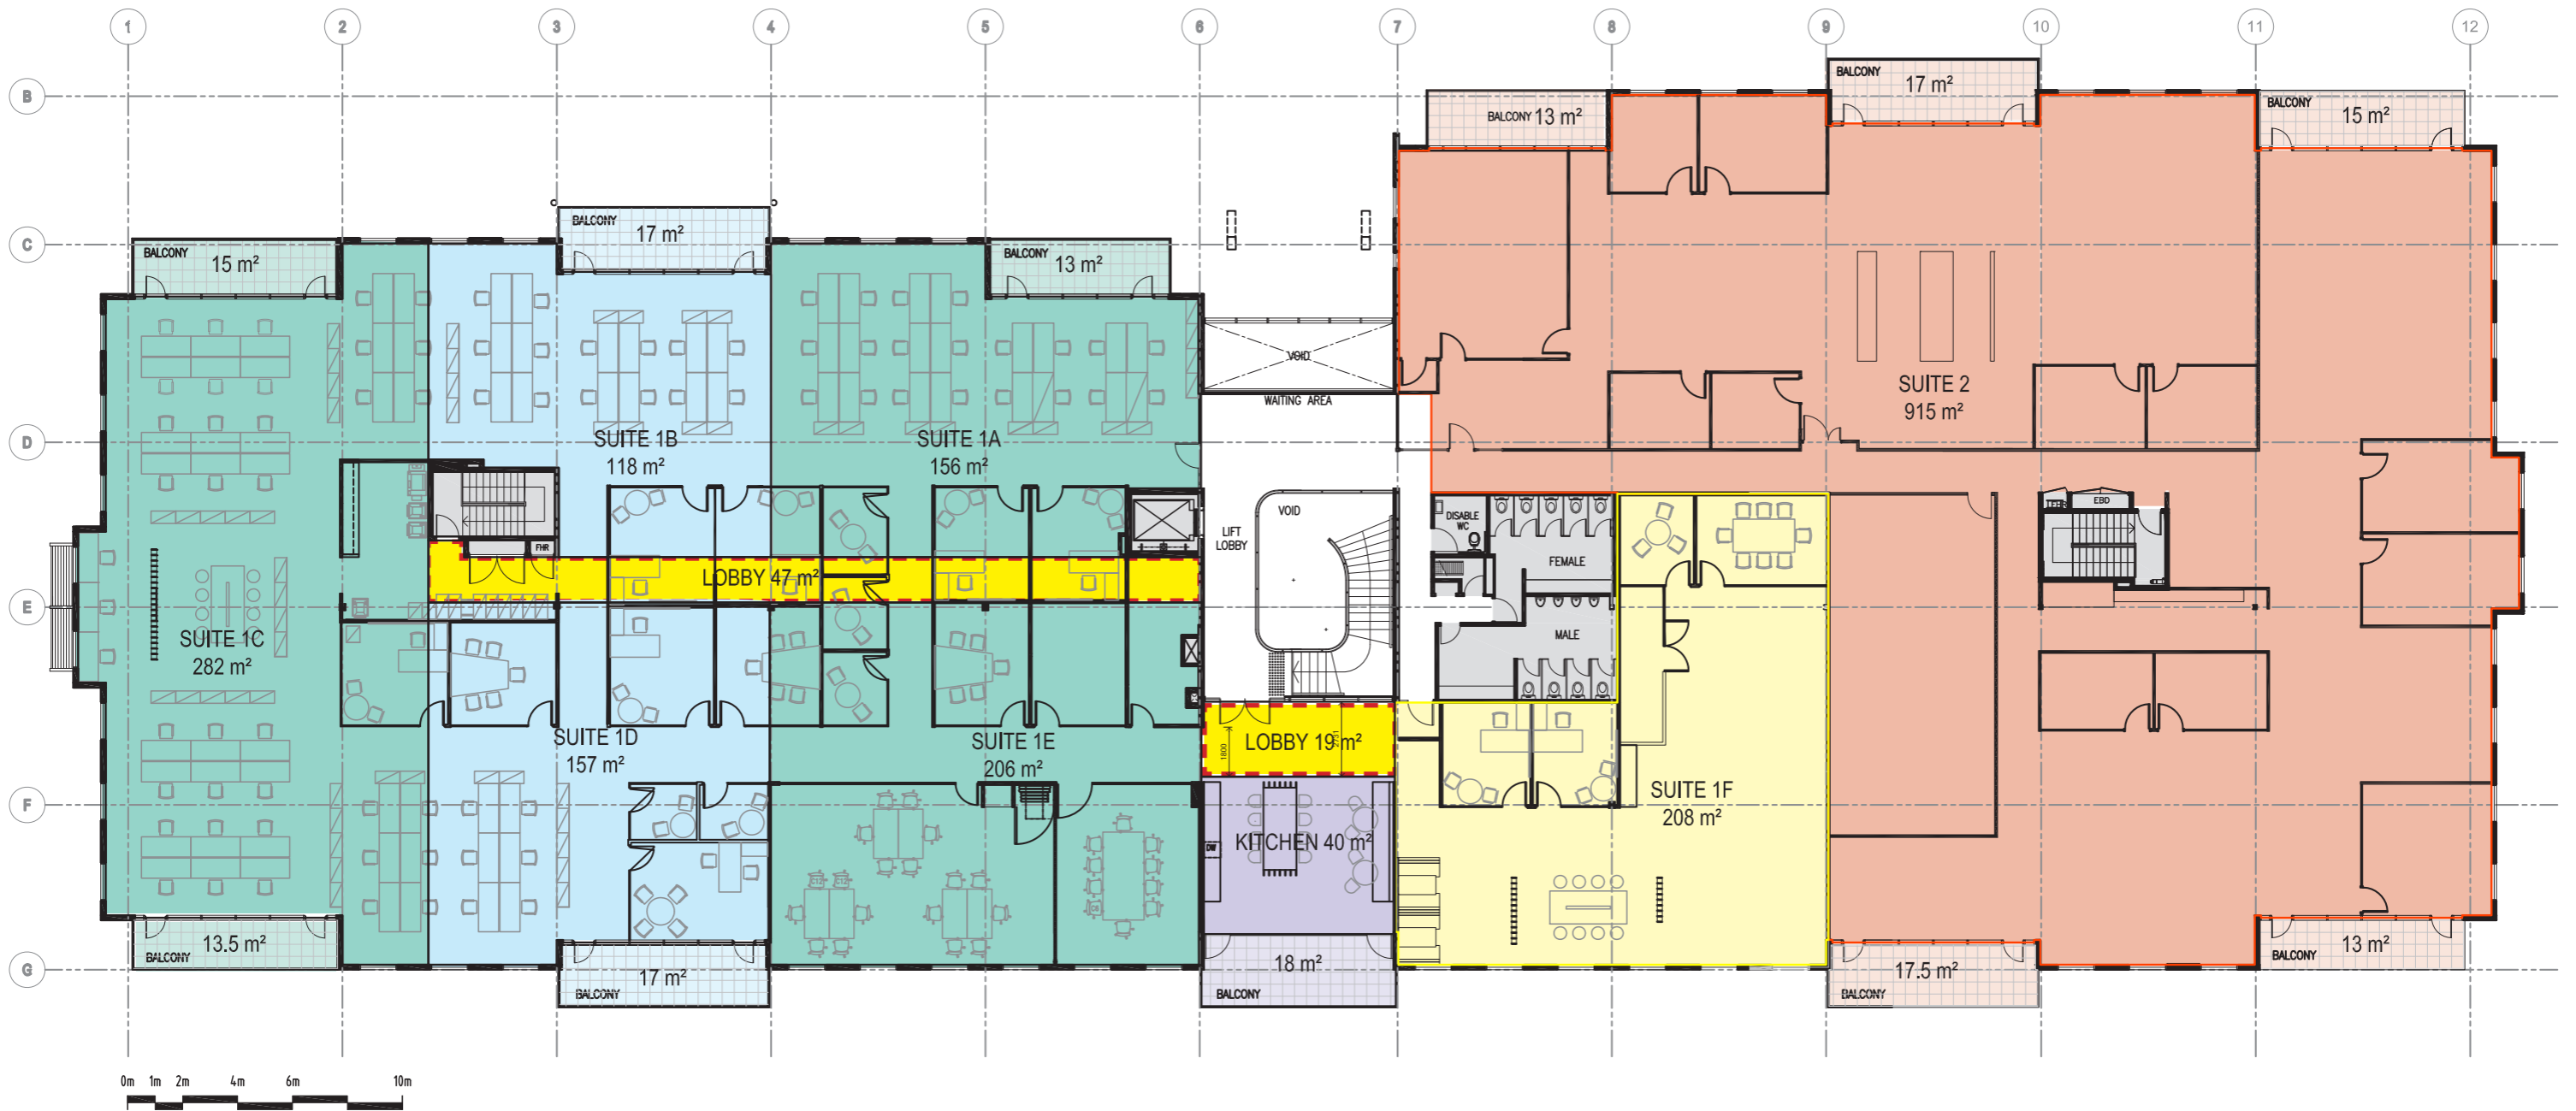 1 2 3 4 5 6 7 8 9 10 11 12
B
C
D
E
F
G
BALCONY
15 m²
BALCONY
17 m²
BALCONY
13 m²
BALCONY 13 m²
BALCONY
17 m²
BALCONY
15 m²
VOID
WAITING AREA
SUITE 1B
118 m²
SUITE 1A
156 m²
SUITE 2
915 m²
LIFT
LOBBY
VOID
DISABLE
WC
FEMALE
MALE
EBD
FHR
LOBBY 47 m²
SUITE 1C
282 m²
SUITE 1D
157 m²
SUITE 1E
206 m²
LOBBY 19 m²
1800
2731
KITCHEN 40 m²
DW
SUITE 1F
208 m²
13.5 m²
BALCONY
17 m²
BALCONY
18 m²
BALCONY
17.5 m²
BALCONY
13 m²
BALCONY
0m 1m 2m 4m 6m 10m